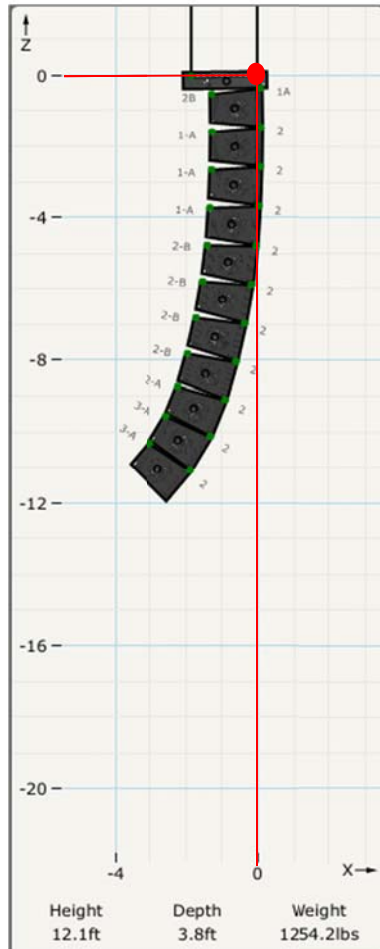 Z
0
2B 1A
1-A 2
1-A 2
1-A 2
-4
2-B 2
2-B 2
2-B 2
2-B 2
-8
2-A 2
3-A 2
3-A 2
-12
-16
-20
-4 0 X
Height Depth Weight
12.1ft 3.8ft 1254.2lbs